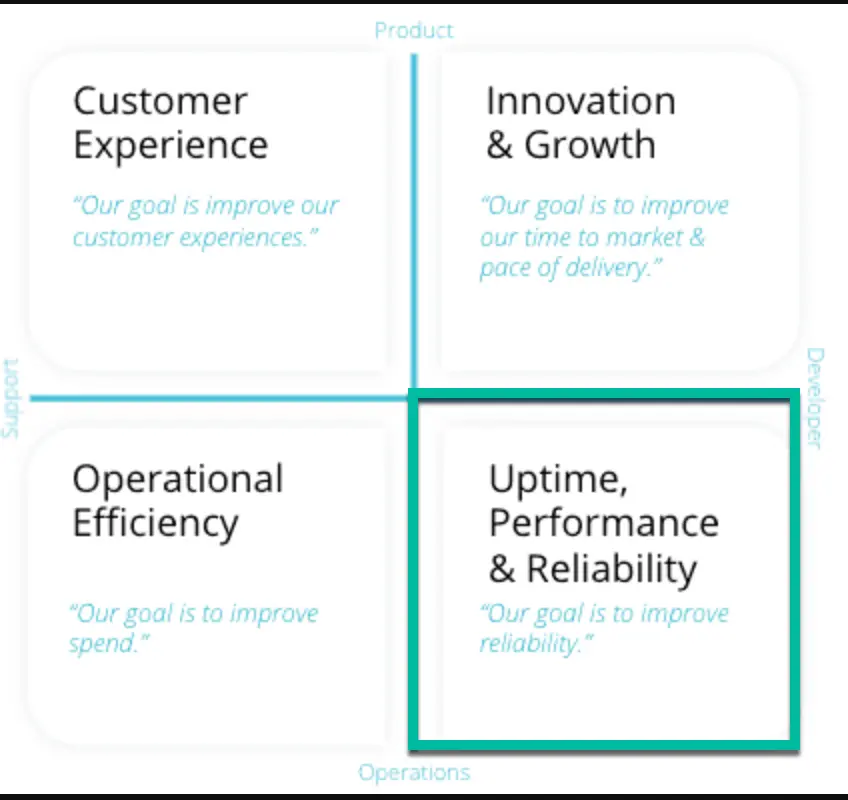 Product
Customer
Experience
“Our goal is improve our
customer experiences.”
Innovation
& Growth
“Our goal is to improve
our time to market &
pace of delivery.”
Support
Developer
Operational
Efficiency
“Our goal is to improve
spend.”
Uptime,
Performance
& Reliability
“Our goal is to improve
reliability.”
Operations